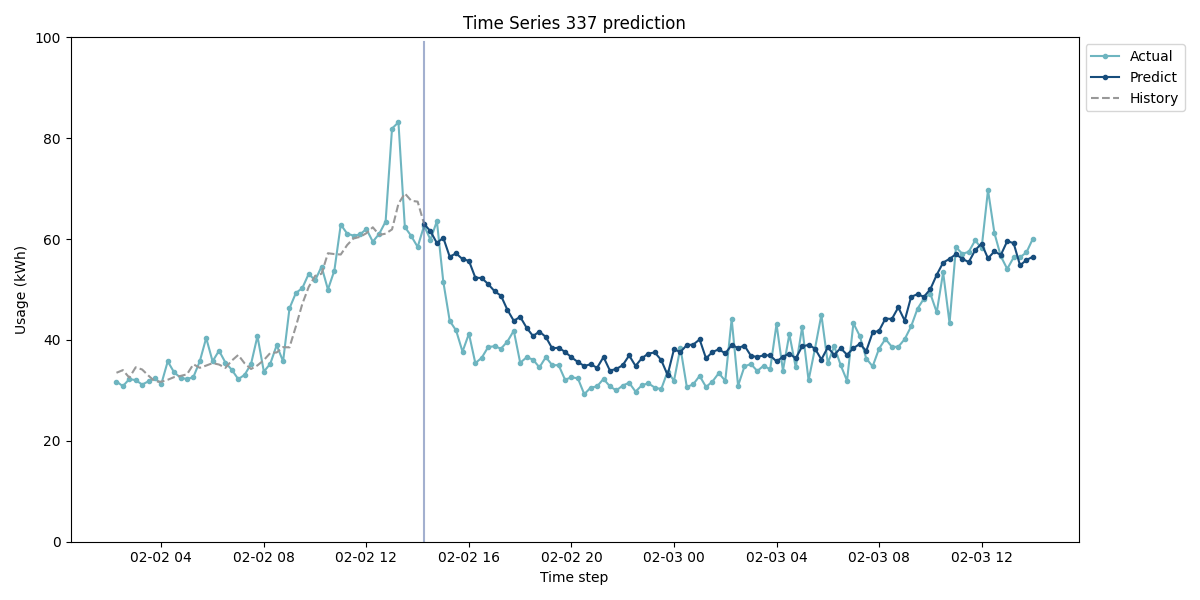 Time Series 337 prediction
Usage (kWh)
100
80
60
40
20
0
02-02 04
02-02 08
02-02 12
02-02 16
02-02 20
02-03 00
02-03 04
02-03 08
02-03 12
Time step
Actual
Predict
History